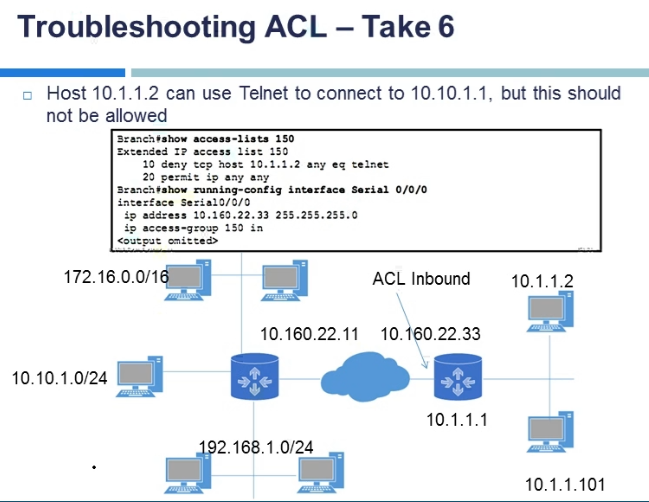 Troubleshooting ACL – Take 6
Host 10.1.1.2 can use Telnet to connect to 10.10.1.1, but this should
not be allowed
Branch#show access-lists 150
Extended IP access list 150
10 deny tcp host 10.1.1.2 any eq telnet
20 permit ip any any
Branch#show running-config interface Serial 0/0/0
interface Serial0/0/0
ip address 10.160.22.33 255.255.255.0
ip access-group 150 in
<output omitted>
172.16.0.0/16
ACL Inbound
10.1.1.2
10.160.22.11
10.160.22.33
10.10.1.0/24
10.1.1.1
192.168.1.0/24
10.1.1.101